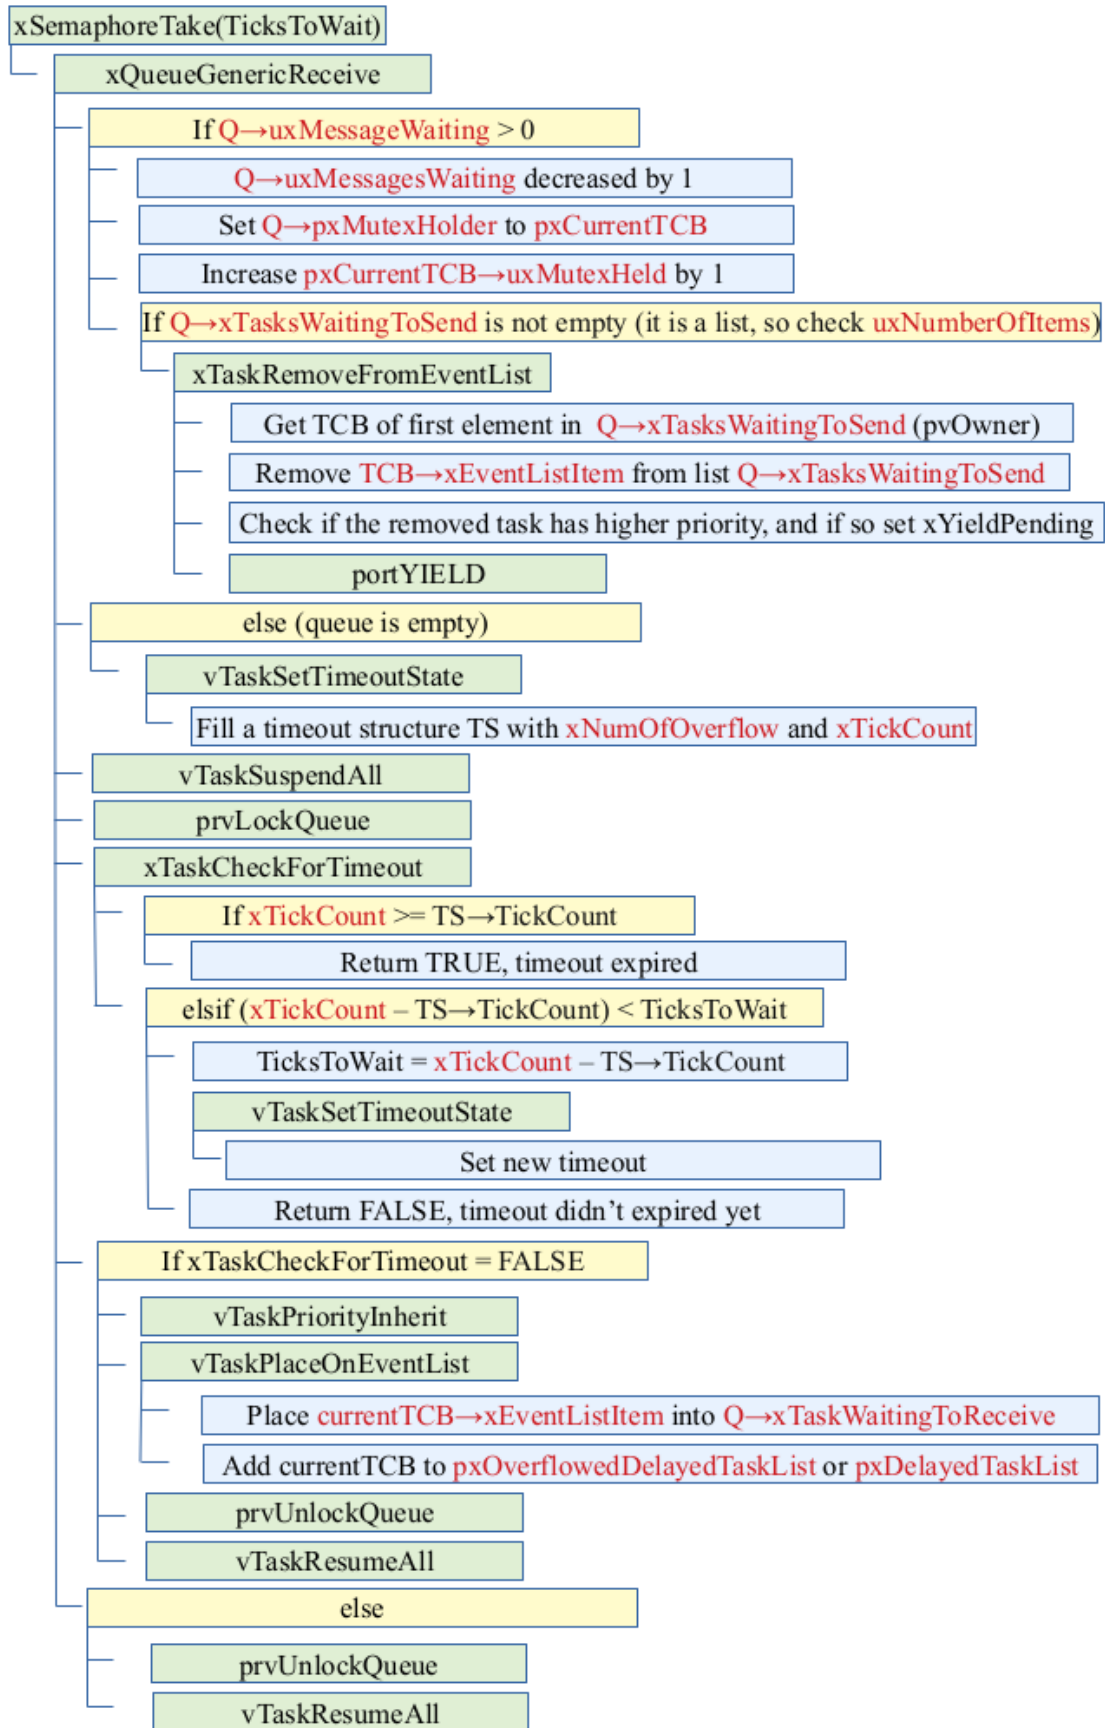 xSemaphoreTake(TicksToWait)
xQueueGenericReceive
If Q→uxMessageWaiting > 0
Q→uxMessagesWaiting decreased by 1
Set Q→pxMutexHolder to pxCurrentTCB
Increase pxCurrentTCB→uxMutexHeld by 1
If Q→xTasksWaitingToSend is not empty (it is a list, so check uxNumberOfItems)
xTaskRemoveFromEventList
Get TCB of first element in Q→xTasksWaitingToSend (pvOwner)
Remove TCB→xEventListItem from list Q→xTasksWaitingToSend
Check if the removed task has higher priority, and if so set xYieldPending
portYIELD
else (queue is empty)
vTaskSetTimeoutState
Fill a timeout structure TS with xNumOfOverflow and xTickCount
vTaskSuspendAll
prvLockQueue
xTaskCheckForTimeout
If xTickCount >= TS→TickCount
Return TRUE, timeout expired
elsif (xTickCount – TS→TickCount) < TicksToWait
TicksToWait = xTickCount – TS→TickCount
vTaskSetTimeoutState
Set new timeout
Return FALSE, timeout didn't expired yet
If xTaskCheckForTimeout = FALSE
vTaskPriorityInherit
vTaskPlaceOnEventList
Place currentTCB→xEventListItem into Q→xTaskWaitingToReceive
Add currentTCB to pxOverflowedDelayedTaskList or pxDelayedTaskList
prvUnlockQueue
vTaskResumeAll
else
prvUnlockQueue
vTaskResumeAll